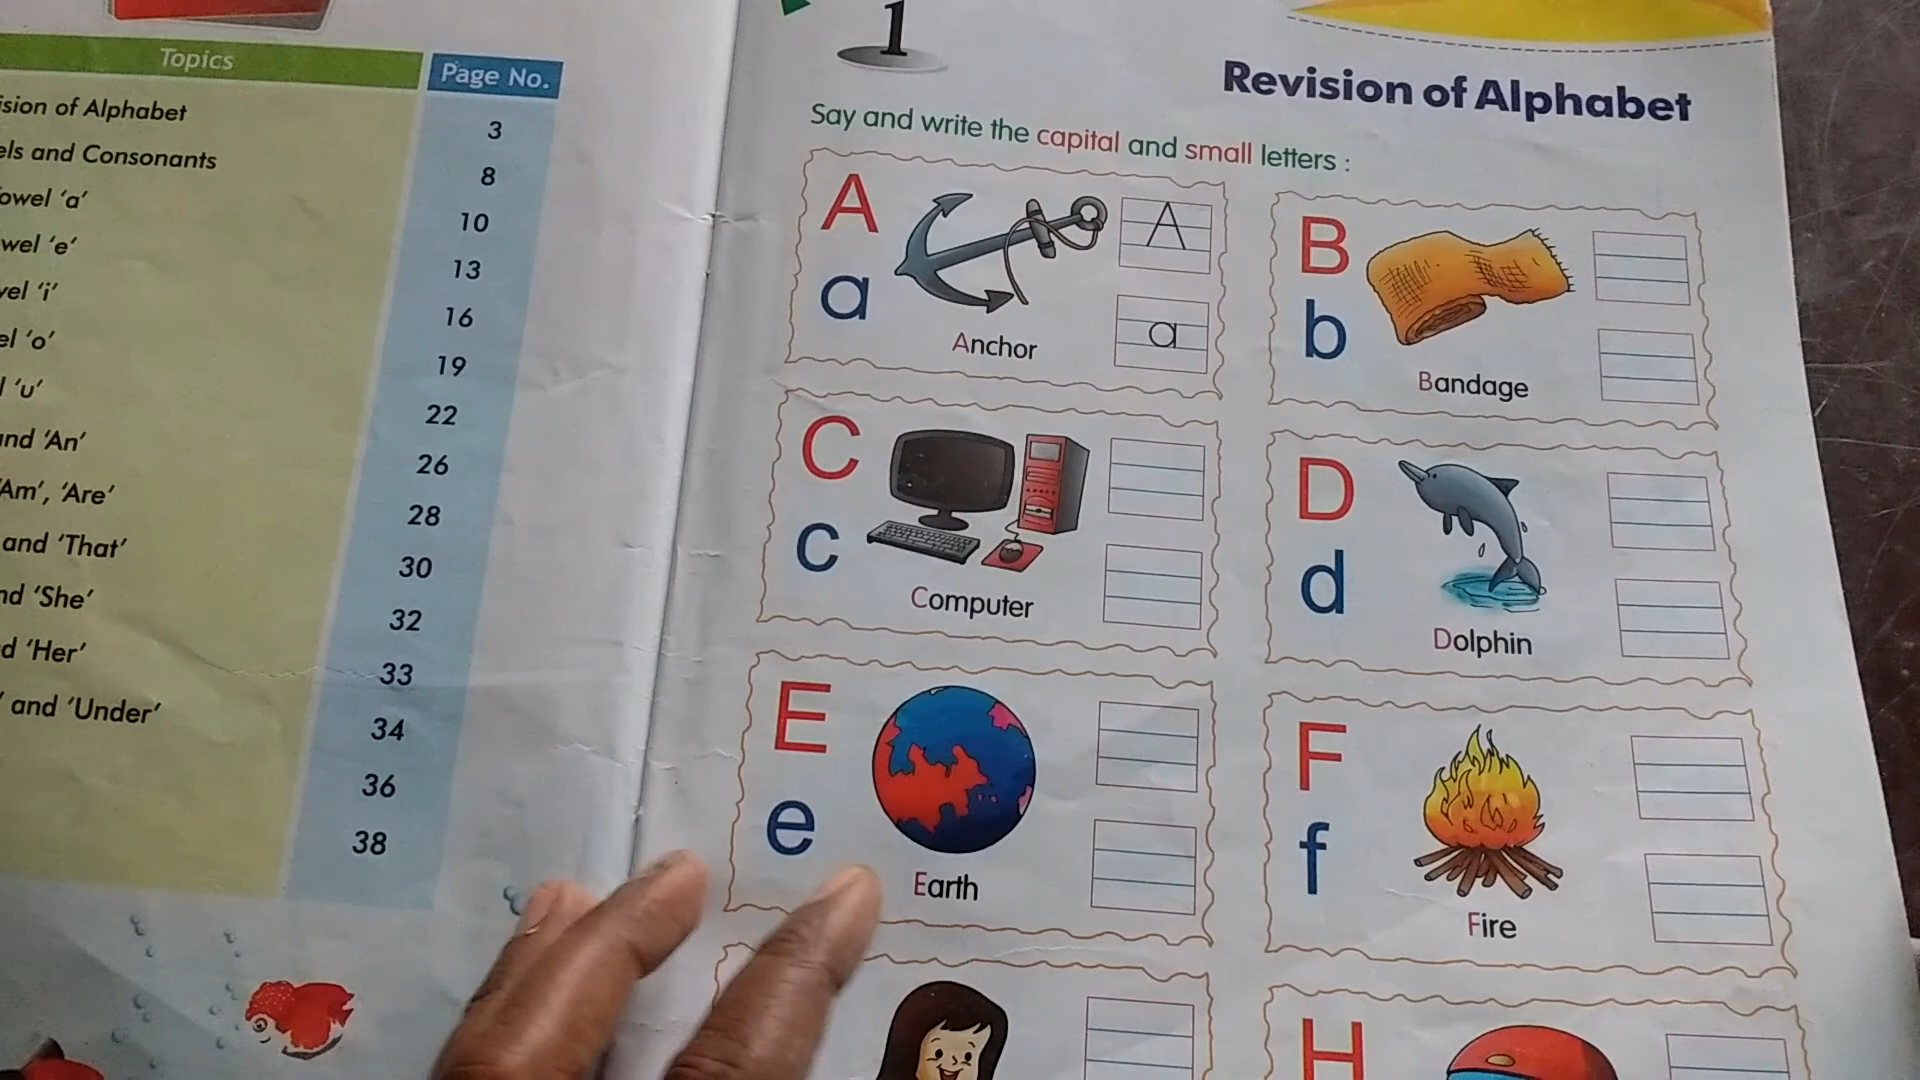 Topics Page No.
ision of Alphabet 3
els and Consonants 8
owel 'a' 10
wel 'e' 13
vel 'i' 16
el 'o' 19
l 'u' 22
and 'An' 26
'Am', 'Are' 28
and 'That' 30
nd 'She' 32
d 'Her' 33
' and 'Under' 34
36
38
1
Revision of Alphabet
Say and write the capital and small letters :
A A
a a
Anchor
B
b
Bandage
C
c
Computer
D
d
Dolphin
E
e
Earth
F
f
Fire
H